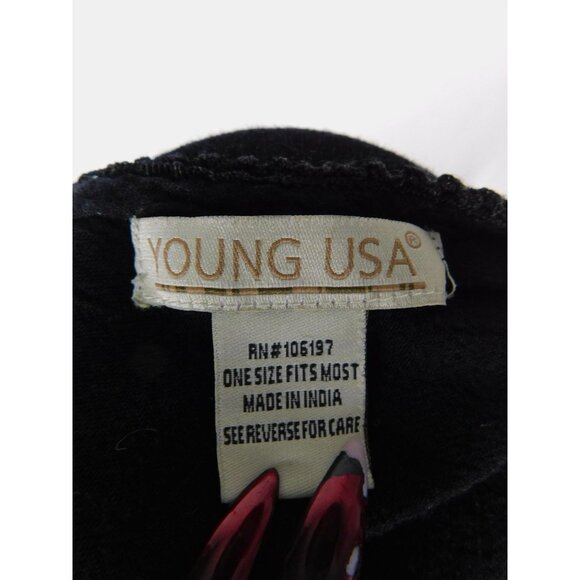 YOUNG USA®
RN#106197
ONE SIZE FITS MOST
MADE IN INDIA
SEE REVERSE FOR CARE